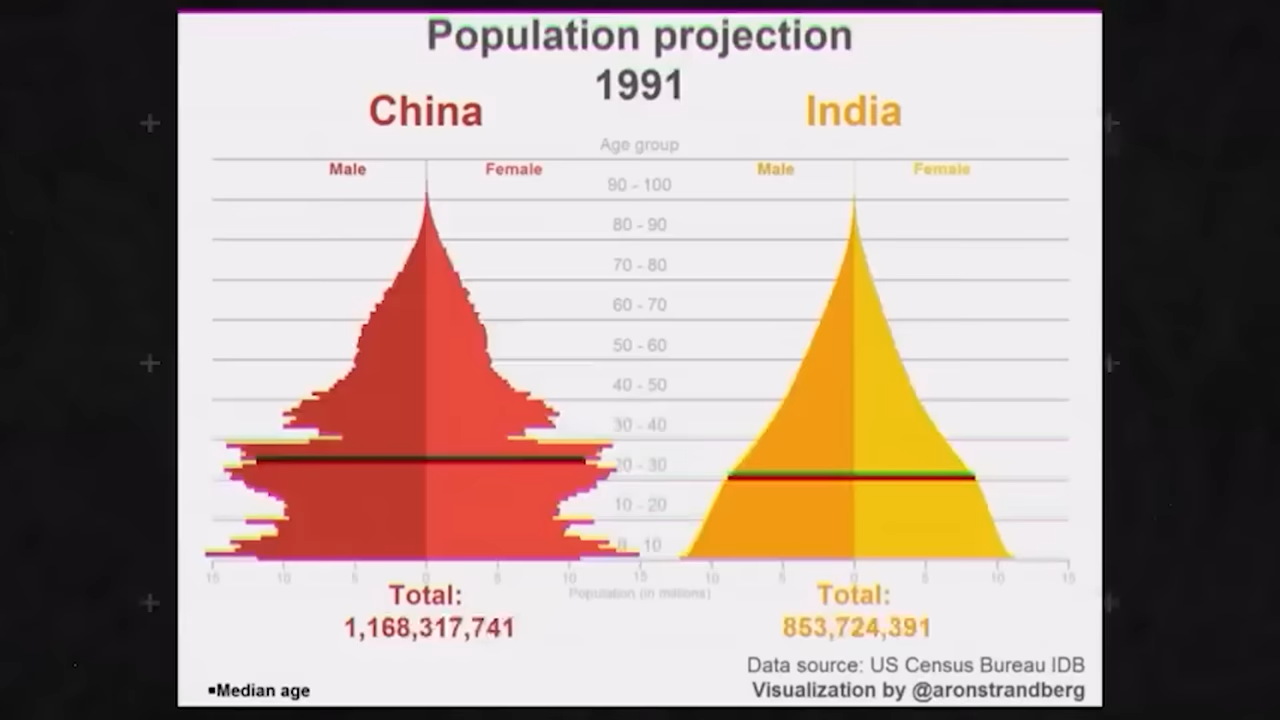 Population projection
1991
China
India
Age group
Male
Female
Male
Female
90 - 100
80 - 90
70 - 80
60 - 70
50 - 60
40 - 50
30 - 40
20 - 30
10 - 20
10
15 10 5 0 5 10 15 10 5 0 5 10 15
Population (in millions)
Total:
1,168,317,741
Total:
853,724,391
Data source: US Census Bureau IDB
Median age
Visualization by @aronstrandberg